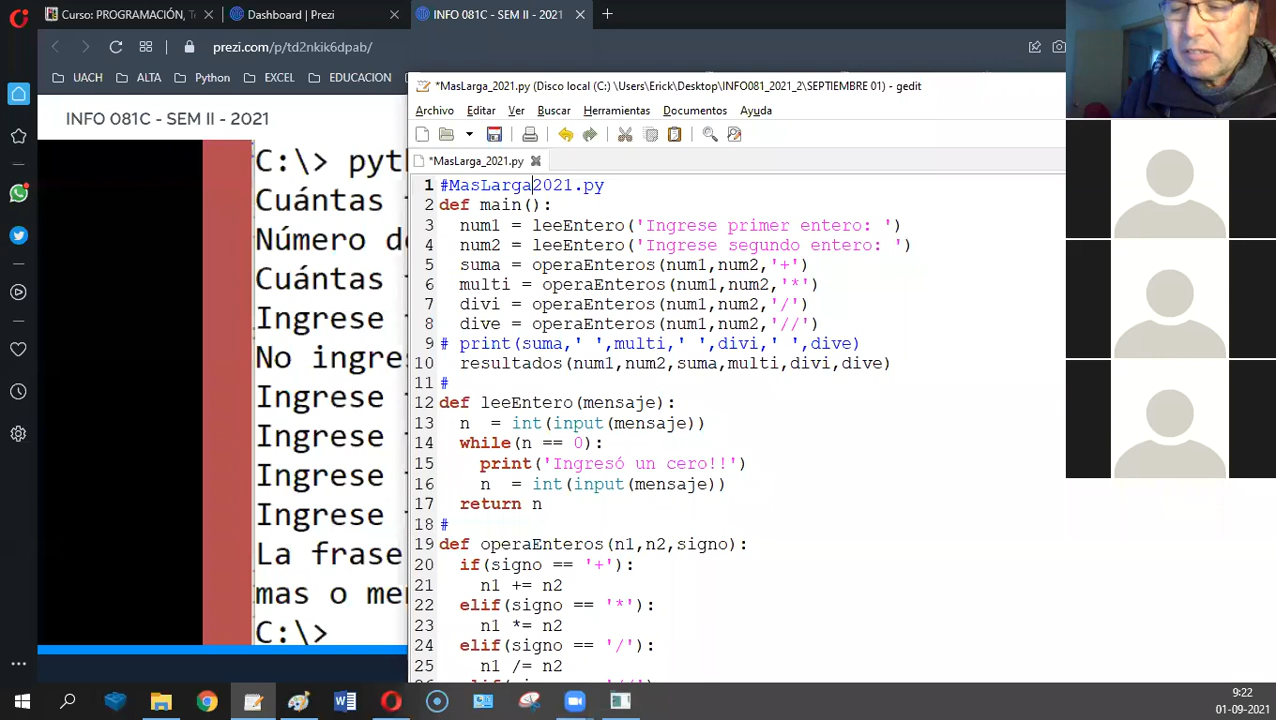 Curso: PROGRAMACIÓN, T
Dashboard | Prezi
INFO 081C - SEM II - 2021
prezi.com/p/td2nkik6dpab/
UACH
ALTA
Python
EXCEL
EDUCACION
INFO 081C - SEM II - 2021
C:\> pyt
Cuántas
Número d
Cuántas
Ingrese
No ingre
Ingrese
Ingrese
Ingrese
Ingrese
La frase
mas o me
C:\>
*MasLarga_2021.py (Disco local (C:) \Users\Erick\Desktop\INFO081_2021_2\SEPTIEMBRE 01) - gedit
Archivo Editar Ver Buscar Herramientas Documentos Ayuda
*MasLarga_2021.py
1 #MasLarga2021.py
2 def main():
3 num1 = leeEntero('Ingrese primer entero: ')
4 num2 = leeEntero('Ingrese segundo entero: ')
5 suma = operaEnteros(num1,num2,'+')
6 multi = operaEnteros(num1,num2,'*')
7 divi = operaEnteros(num1,num2,'/')
8 dive = operaEnteros(num1,num2,'//')
9 # print(suma,' ',multi,' ',divi,' ',dive)
10 resultados(num1,num2,suma,multi,divi,dive)
11 #
12 def leeEntero(mensaje):
13 n = int(input(mensaje))
14 while(n == 0):
15 print('Ingresó un cero!!')
16 n = int(input(mensaje))
17 return n
18 #
19 def operaEnteros(n1,n2,signo):
20 if(signo == '+'):
21 n1 += n2
22 elif(signo == '*'):
23 n1 *= n2
24 elif(signo == '/'):
25 n1 /= n2
9:22
01-09-2021